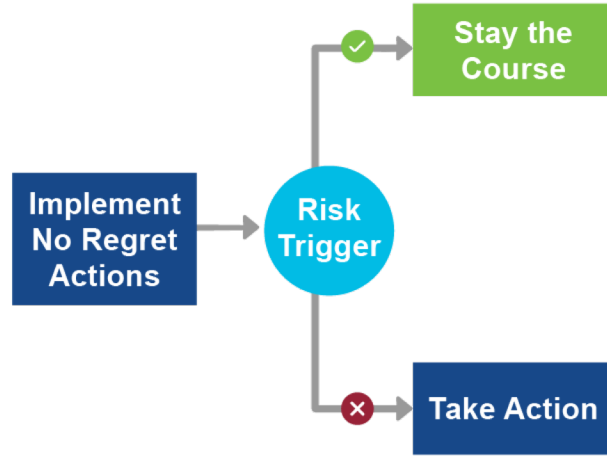 Stay the
Course
Implement
No Regret
Actions
Risk
Trigger
Take Action